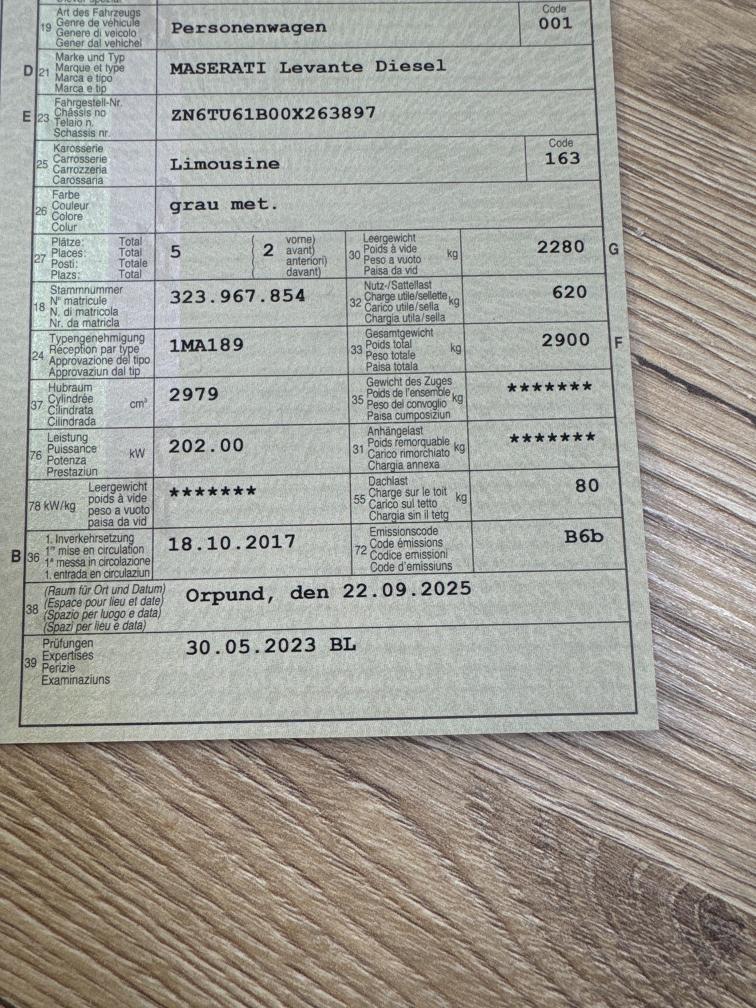 Art des Fahrzeugs
19 Genre de véhicule
Genere di veicolo
Gener dal vehichel
Personenwagen
Code
001
Marke und Typ
D 21 Marque et type
Marca e tipo
Marca e tip
MASERATI Levante Diesel
Fahrgestell-Nr.
E 23 Châssis no
Telaio n.
Schassis nr.
ZN6TU61B00X263897
Karosserie
25 Carrosserie
Carrozzeria
Carossaria
Limousine
Code
163
Farbe
26 Couleur
Colore
Colur
grau met.
Plätze: Total
27 Places: Total
Posti: Totale
Plazs: Total
5 ( 2
vorne)
avant)
anteriori)
davant)
Leergewicht
30 Poids à vide kg
Peso a vuoto
Paisa da vid
2280 G
Stammnummer
18 N° matricule
N. di matricola
Nr. da matricla
323.967.854
Nutz-/Sattellast
32 Charge utile/sellette kg
Carico utile/sella
Chargia utila/sella
620
Typengenehmigung
24 Réception par type
Approvazione del tipo
Approvaziun dal tip
1MA189
Gesamtgewicht
33 Poids total kg
Peso totale
Paisa totala
2900 F
Hubraum
37 Cylindrée cm³
Cilindrata
Cilindrada
2979
Gewicht des Zuges
35 Poids de l'ensemble kg
Peso del convoglio
Paisa cumposiziun
*******
Leistung
76 Puissance kW
Potenza
Prestaziun
202.00
Anhängelast
31 Poids remorquable kg
Carico rimorchiato
Chargia annexa
*******
Leergewicht
78 kW/kg poids à vide
peso a vuoto
paisa da vid
*******
Dachlast
55 Charge sur le toit kg
Carico sul tetto
Chargia sin il tetg
80
1. Inverkehrsetzung
B 36 1re mise en circulation
1a messa in circolazione
1. entrada en circulaziun
18.10.2017
Emissionscode
72 Code émissions
Codice emissioni
Code d'emissiuns
B6b
(Raum für Ort und Datum)
38 (Espace pour lieu et date)
(Spazio per luogo e data)
(Spazi per lieu e data)
Orpund, den 22.09.2025
Prüfungen
39 Expertises
Perizie
Examinaziuns
30.05.2023 BL